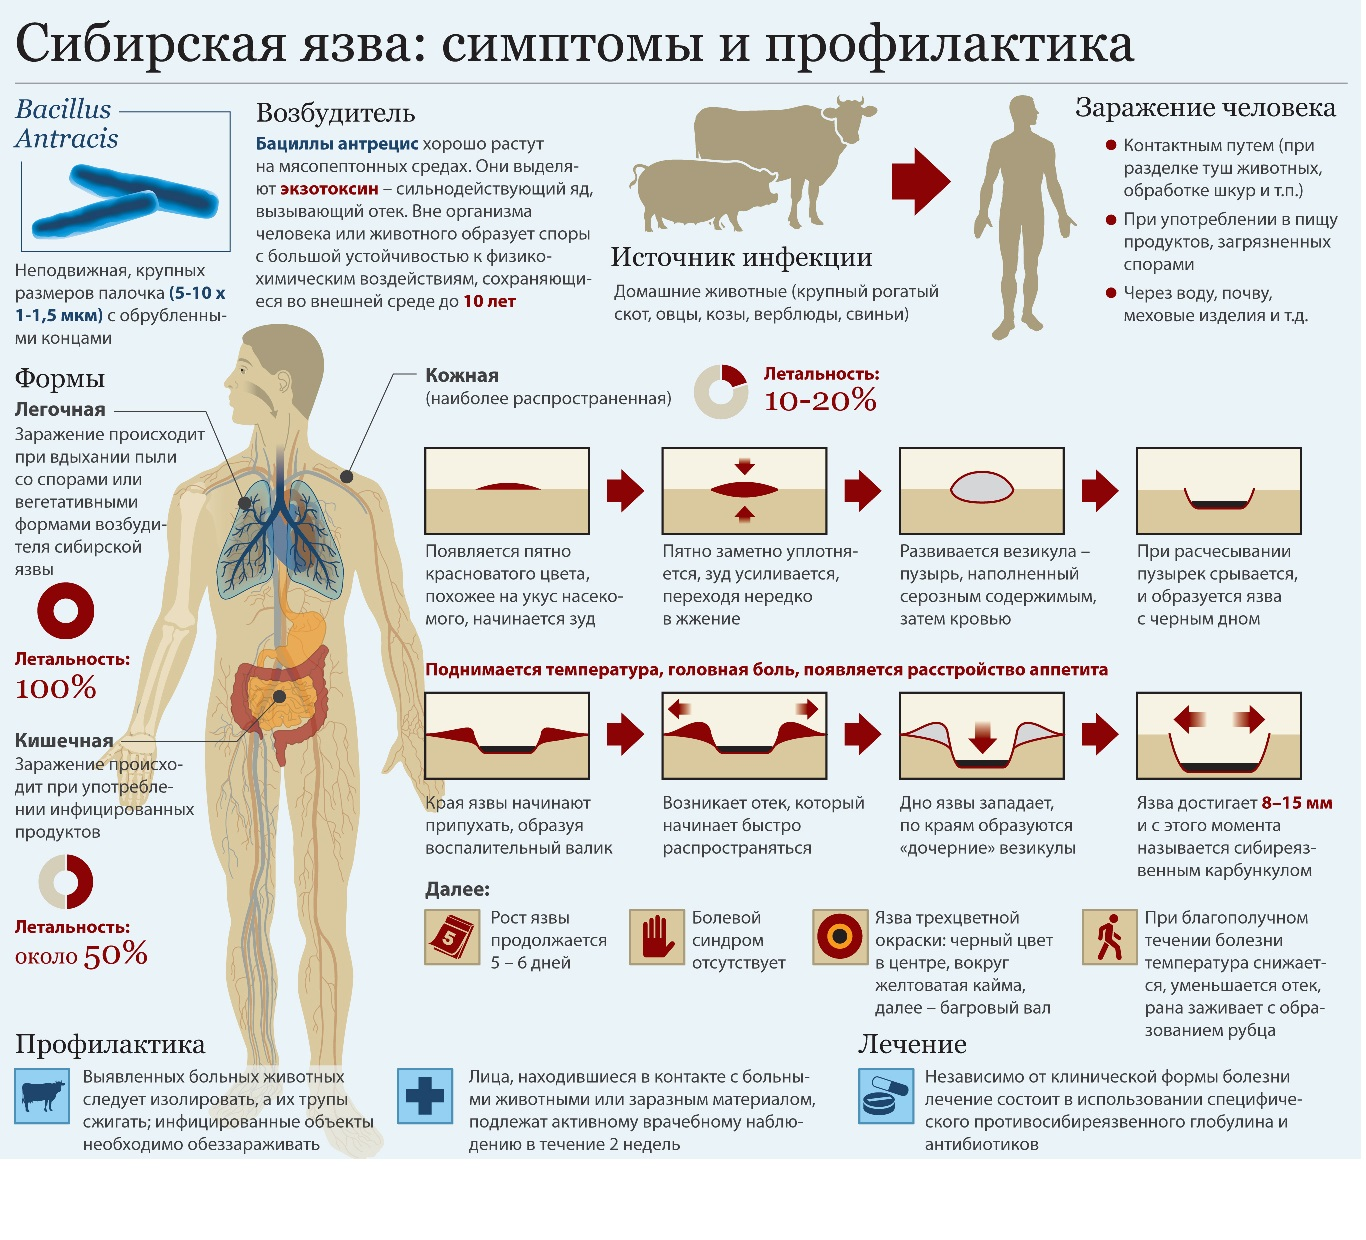 Сибирская язва: симптомы и профилактика
Bacillus
Antracis
Неподвижная, крупных
размеров палочка (5-10 х
1-1,5 мкм) с обрубленны-
ми концами
Возбудитель
Бациллы антрецис хорошо растут
на мясопептонных средах. Они выделя-
ют экзотоксин – сильнодействующий яд,
вызывающий отек. Вне организма
человека или животного образует споры
с большой устойчивостью к физико-
химическим воздействиям, сохраняющи-
еся во внешней среде до 10 лет
Источник инфекции
Домашние животные (крупный рогатый
скот, овцы, козы, верблюды, свиньи)
Заражение человека
Контактным путем (при
разделке туш животных,
обработке шкур и т.п.)
При употреблении в пищу
продуктов, загрязненных
спорами
Через воду, почву,
меховые изделия и т.д.
Формы
Легочная
Заражение происходит
при вдыхании пыли
со спорами или
вегетативными
формами возбуди-
теля сибирской
язвы
Летальность:
100%
Кишечная
Заражение происхо-
дит при употребле-
нии инфицированных
продуктов
Летальность:
около 50%
Кожная
(наиболее распространенная)
Летальность:
10-20%
Появляется пятно
красноватого цвета,
похожее на укус насеко-
мого, начинается зуд
Пятно заметно уплотня-
ется, зуд усиливается,
переходя нередко
в жжение
Развивается везикула –
пузырь, наполненный
серозным содержимым,
затем кровью
При расчесывании
пузырек срывается,
и образуется язва
с черным дном
Поднимается температура, головная боль, появляется расстройство аппетита
Края язвы начинают
припухать, образуя
воспалительный валик
Возникает отек, который
начинает быстро
распространяться
Дно язвы западает,
по краям образуются
«дочерние» везикулы
Язва достигает 8–15 мм
и с этого момента
называется сибиреяз-
венным карбункулом
Далее:
5
Рост язвы
продолжается
5 – 6 дней
Болевой
синдром
отсутствует
Язва трехцветной
окраски: черный цвет
в центре, вокруг
желтоватая кайма,
далее – багровый вал
При благополучном
течении болезни
температура снижает-
ся, уменьшается отек,
рана заживает с обра-
зованием рубца
Профилактика
Выявленных больных животных
следует изолировать, а их трупы
сжигать; инфицированные объекты
необходимо обеззараживать
Лица, находившиеся в контакте с больны-
ми животными или заразным материалом,
подлежат активному врачебному наблю-
дению в течение 2 недель
Лечение
Независимо от клинической формы болезни
лечение состоит в использовании специфиче-
ского противосибиреязвенного глобулина и
антибиотиков